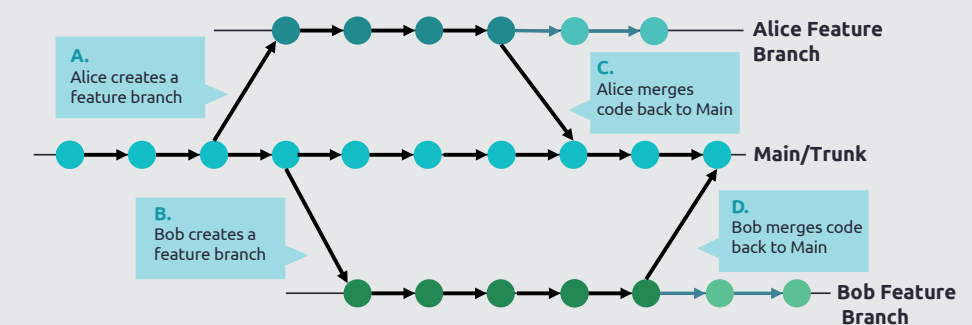 Alice Feature
Branch
A.
Alice creates a
feature branch
C.
Alice merges
code back to Main
Main/Trunk
B.
Bob creates a
feature branch
D.
Bob merges code
back to Main
Bob Feature
Branch